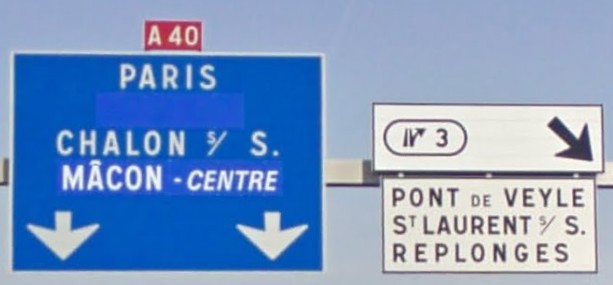 A 40
PARIS
CHALON S/ S.
MÂCON - CENTRE
3
PONT DE VEYLE
ST LAURENT S/ S.
REPLONGES